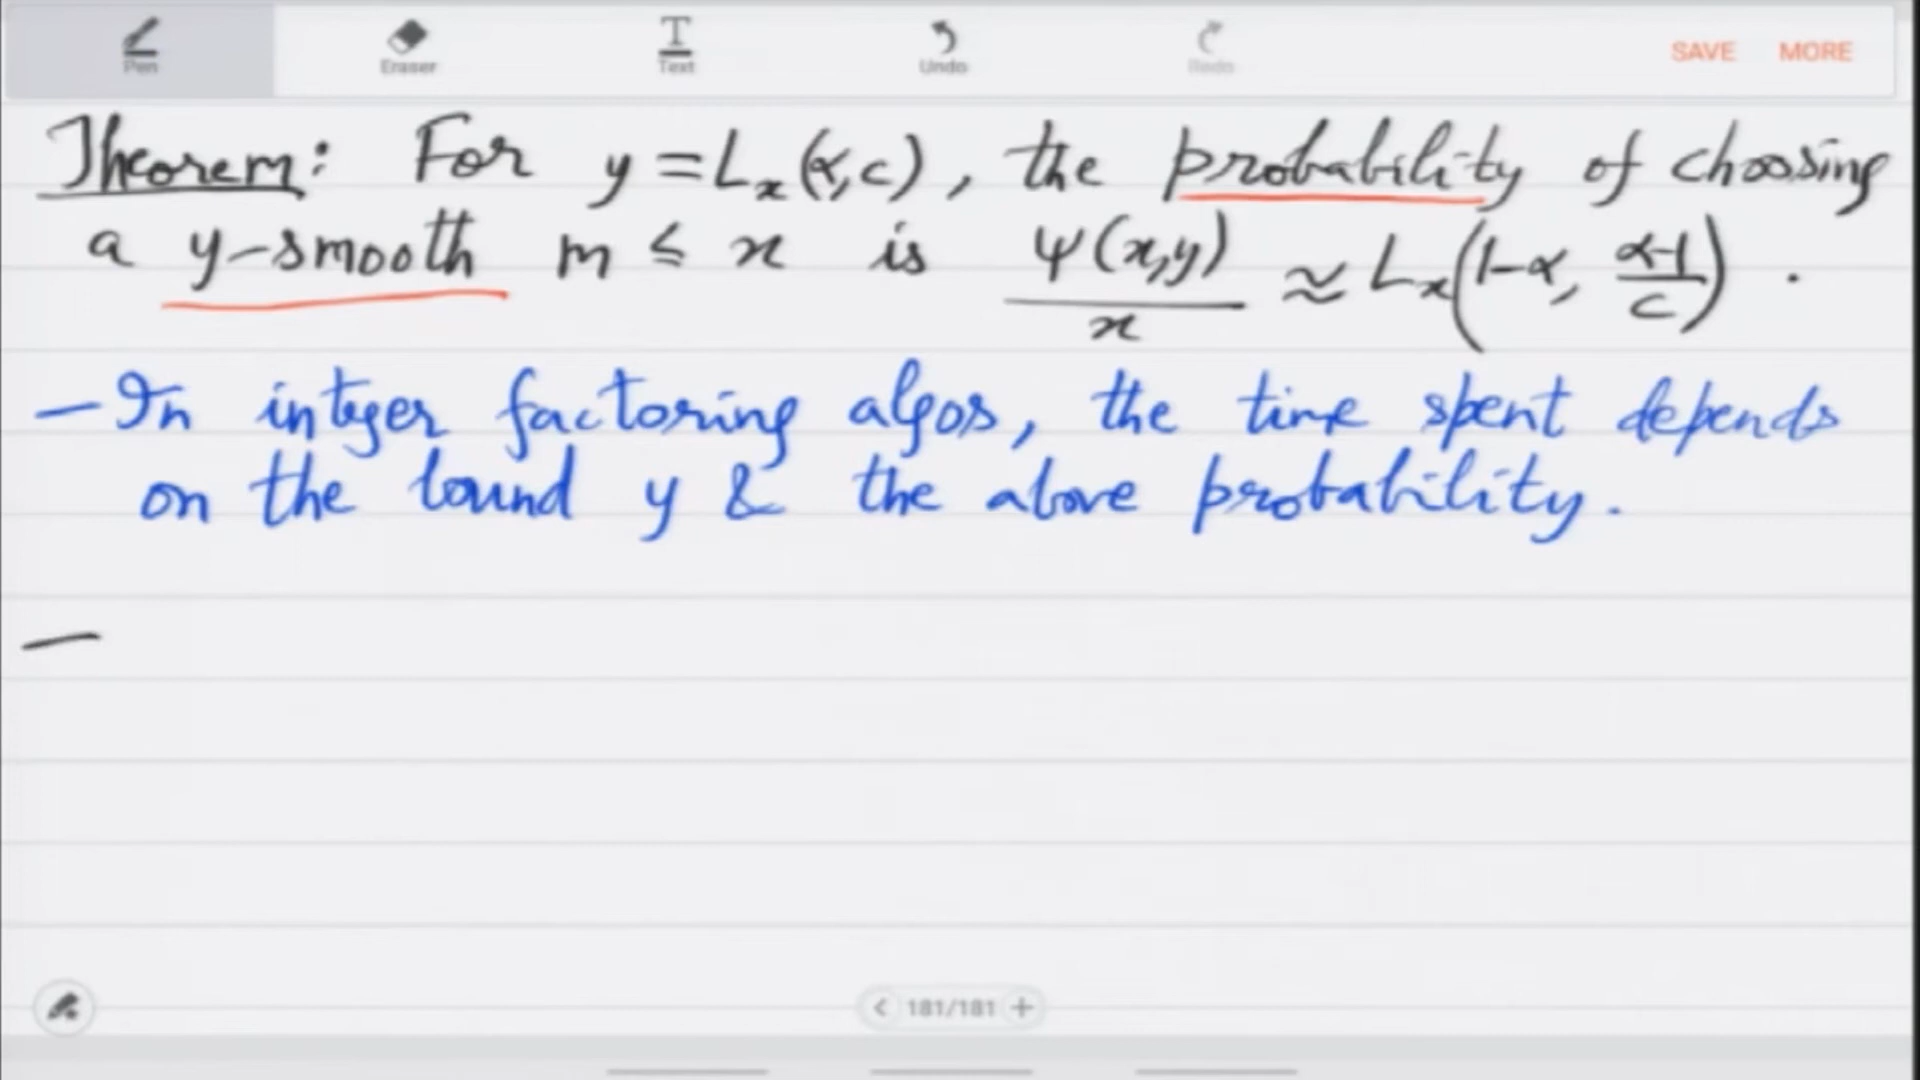 Pen Eraser Text Undo Redo SAVE MORE
Theorem: For y = Lₓ(α,c), the probability of choosing
a y-smooth m ≤ x is ψ(x,y)/x ≈ Lₓ(1-α, (α-1)/c).
— In integer factoring algos, the time spent depends
on the bound y & the above probability.
—
< 181/181 +